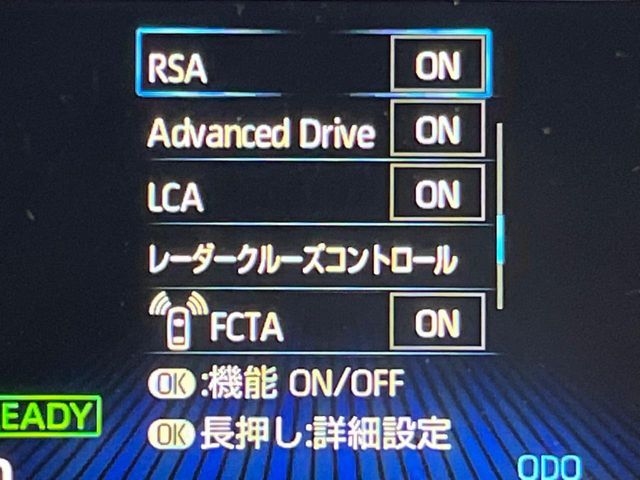 RSA ON
Advanced Drive ON
LCA ON
レーダークルーズコントロール
FCTA ON
OK:機能 ON/OFF
OK長押し:詳細設定
EADY
ODO